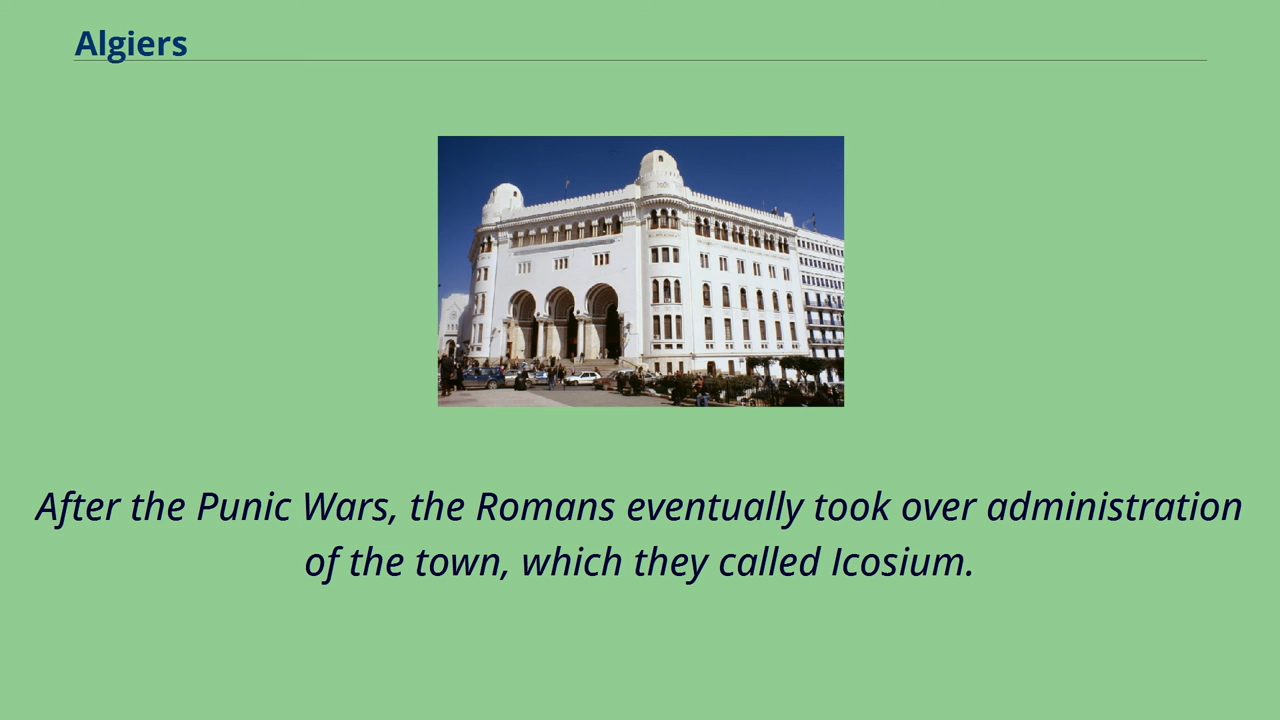 Algiers
After the Punic Wars, the Romans eventually took over administration
of the town, which they called Icosium.